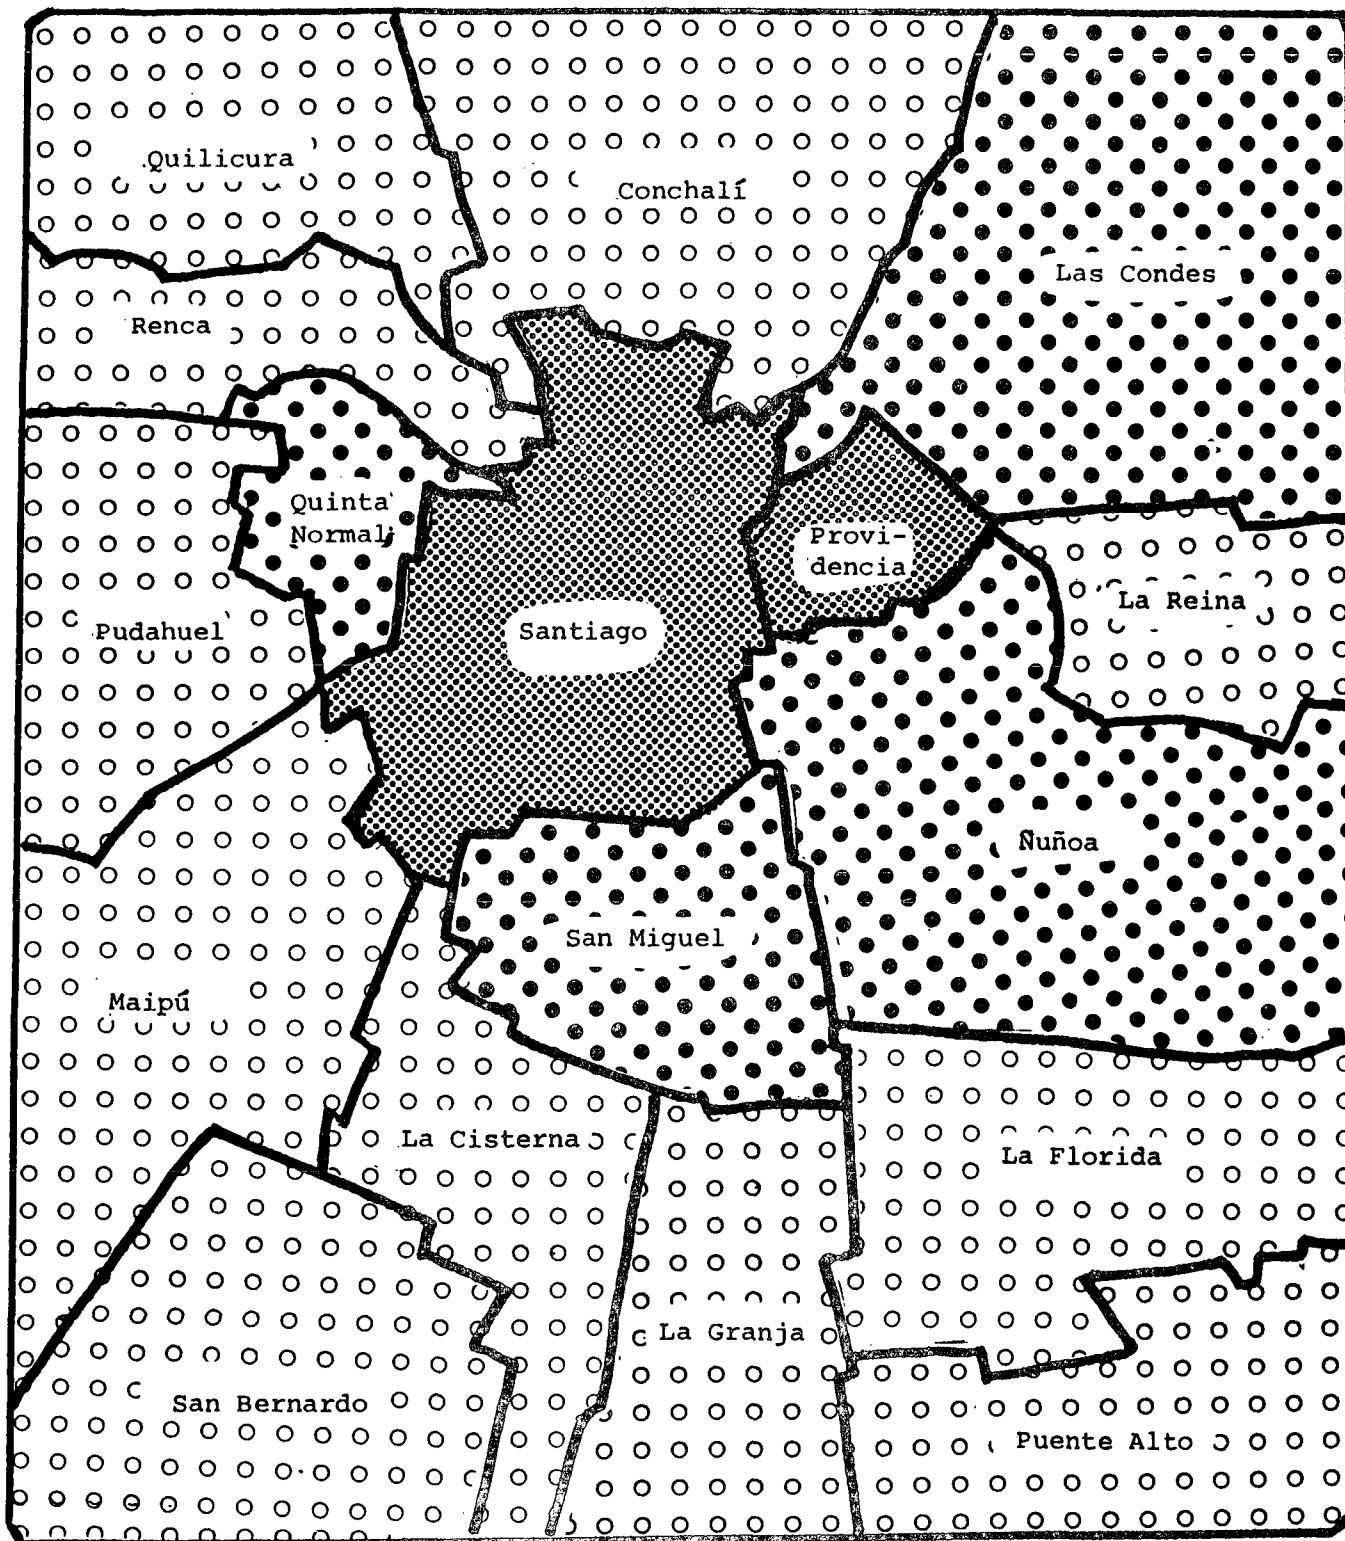 Quilicura
Conchalí
Las Condes
Renca
Quinta
Normal
Provi-
dencia
La Reina
Pudahuel
Santiago
Ñuñoa
San Miguel
Maipú
La Cisterna
La Florida
La Granja
San Bernardo
Puente Alto